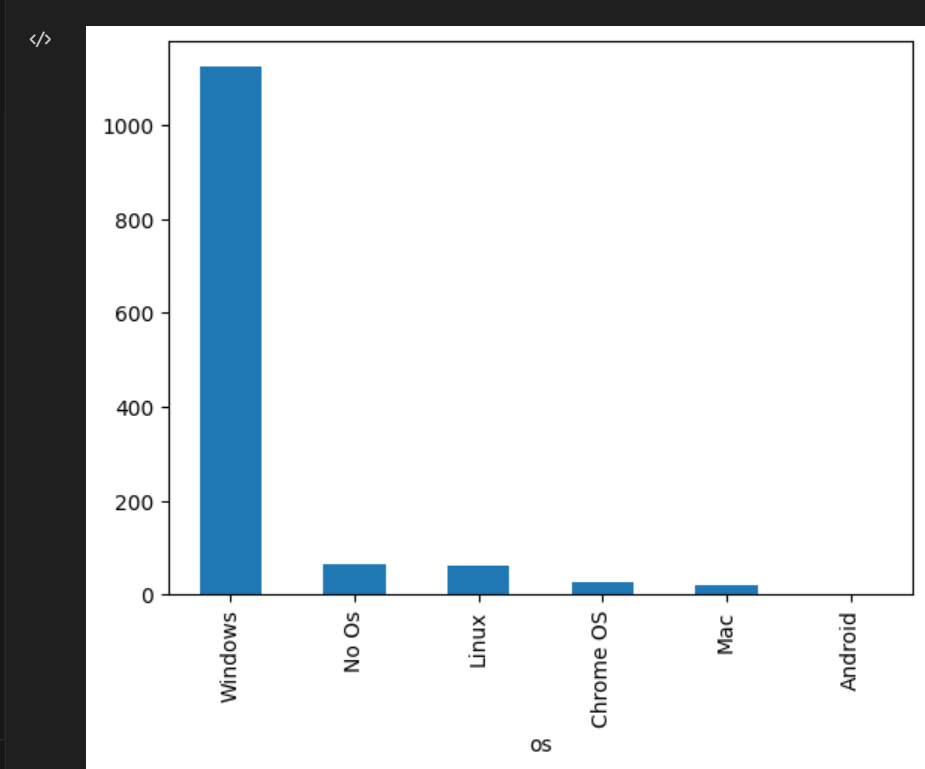 </>
1000
800
600
400
200
0
Windows
No Os
Linux
Chrome OS
Mac
Android
os